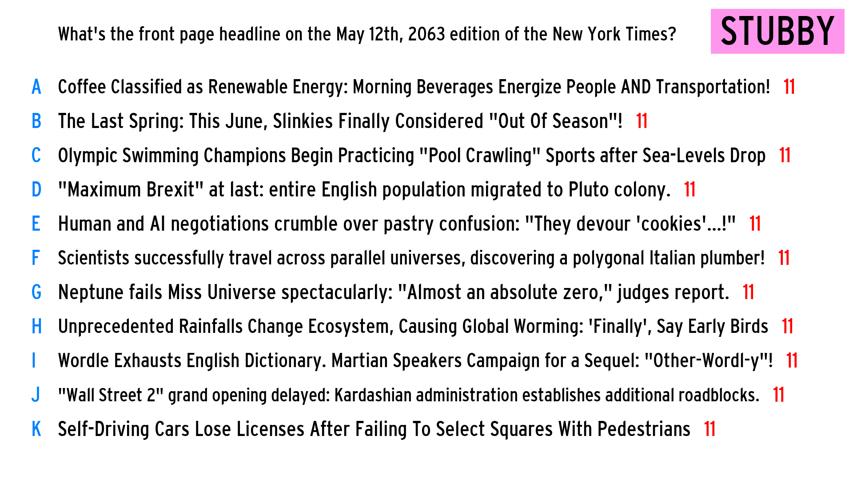 What's the front page headline on the May 12th, 2063 edition of the New York Times?
STUBBY
A Coffee Classified as Renewable Energy: Morning Beverages Energize People AND Transportation! 11
B The Last Spring: This June, Slinkies Finally Considered "Out Of Season"! 11
C Olympic Swimming Champions Begin Practicing "Pool Crawling" Sports after Sea-Levels Drop 11
D "Maximum Brexit" at last: entire English population migrated to Pluto colony. 11
E Human and AI negotiations crumble over pastry confusion: "They devour 'cookies'...!" 11
F Scientists successfully travel across parallel universes, discovering a polygonal Italian plumber! 11
G Neptune fails Miss Universe spectacularly: "Almost an absolute zero," judges report. 11
H Unprecedented Rainfalls Change Ecosystem, Causing Global Worming: 'Finally', Say Early Birds 11
I Wordle Exhausts English Dictionary. Martian Speakers Campaign for a Sequel: "Other-Wordl-y"! 11
J "Wall Street 2" grand opening delayed: Kardashian administration establishes additional roadblocks. 11
K Self-Driving Cars Lose Licenses After Failing To Select Squares With Pedestrians 11